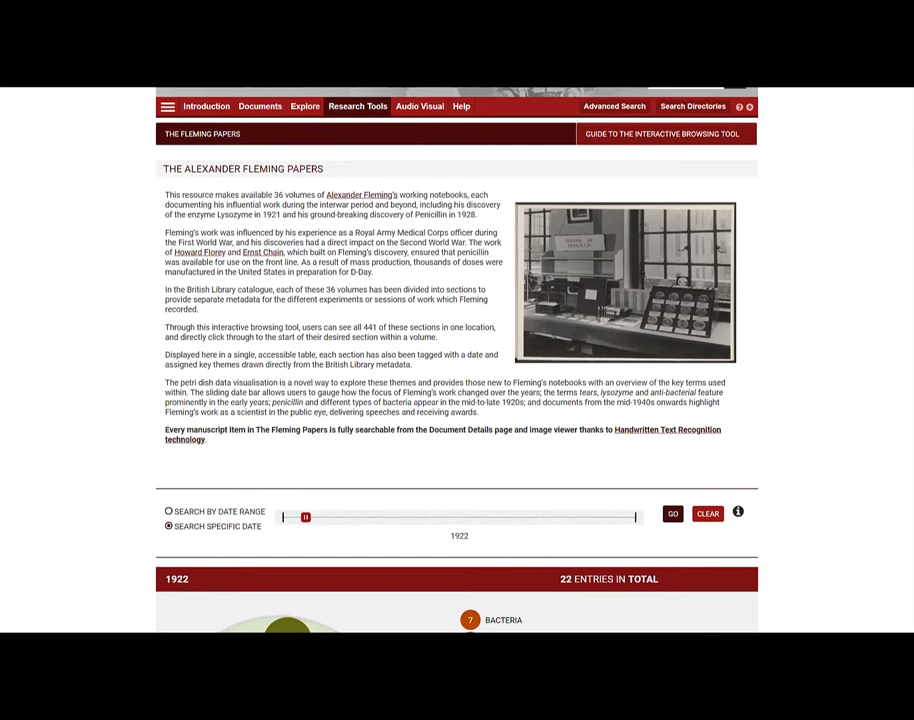 Introduction Documents Explore Research Tools Audio Visual Help Advanced Search Search Directories
THE FLEMING PAPERS GUIDE TO THE INTERACTIVE BROWSING TOOL
THE ALEXANDER FLEMING PAPERS
This resource makes available 36 volumes of Alexander Fleming's working notebooks, each
documenting his influential work during the interwar period and beyond, including his discovery
of the enzyme Lysozyme in 1921 and his ground-breaking discovery of Penicillin in 1928.
Fleming's work was influenced by his experience as a Royal Army Medical Corps officer during
the First World War, and his discoveries had a direct impact on the Second World War. The work
of Howard Florey and Ernst Chain, which built on Fleming's discovery, ensured that penicillin
was available for use on the front line. As a result of mass production, thousands of doses were
manufactured in the United States in preparation for D-Day.
In the British Library catalogue, each of these 36 volumes has been divided into sections to
provide separate metadata for the different experiments or sessions of work which Fleming
recorded.
Through this interactive browsing tool, users can see all 441 of these sections in one location,
and directly click through to the start of their desired section within a volume.
Displayed here in a single, accessible table, each section has also been tagged with a date and
assigned key themes drawn directly from the British Library metadata.
The petri dish data visualisation is a novel way to explore these themes and provides those new to Fleming's notebooks with an overview of the key terms used
within. The sliding date bar allows users to gauge how the focus of Fleming's work changed over the years; the terms tears, lysozyme and anti-bacterial feature
prominently in the early years; penicillin and different types of bacteria appear in the mid-to-late 1920s; and documents from the mid-1940s onwards highlight
Fleming's work as a scientist in the public eye, delivering speeches and receiving awards.
Every manuscript item in The Fleming Papers is fully searchable from the Document Details page and image viewer thanks to Handwritten Text Recognition
technology.
SEARCH BY DATE RANGE
SEARCH SPECIFIC DATE
GO CLEAR
1922
1922 22 ENTRIES IN TOTAL
7 BACTERIA